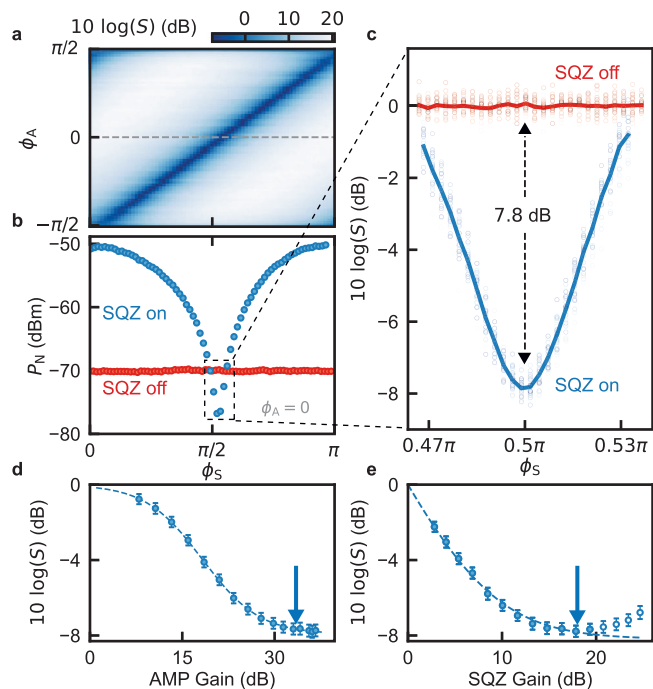 a
10 log(S) (dB)
0 10 20
π/2
0
−π/2
ϕA
b
−50
−60
−70
−80
PN (dBm)
SQZ on
SQZ off
ϕA = 0
0 π/2 π
ϕS
c
SQZ off
0
−2
−4
−6
−8
10 log(S) (dB)
7.8 dB
SQZ on
0.47π 0.5π 0.53π
ϕS
d
0
−4
−8
10 log(S) (dB)
0 15 30
AMP Gain (dB)
e
0
−4
−8
10 log(S) (dB)
0 10 20
SQZ Gain (dB)